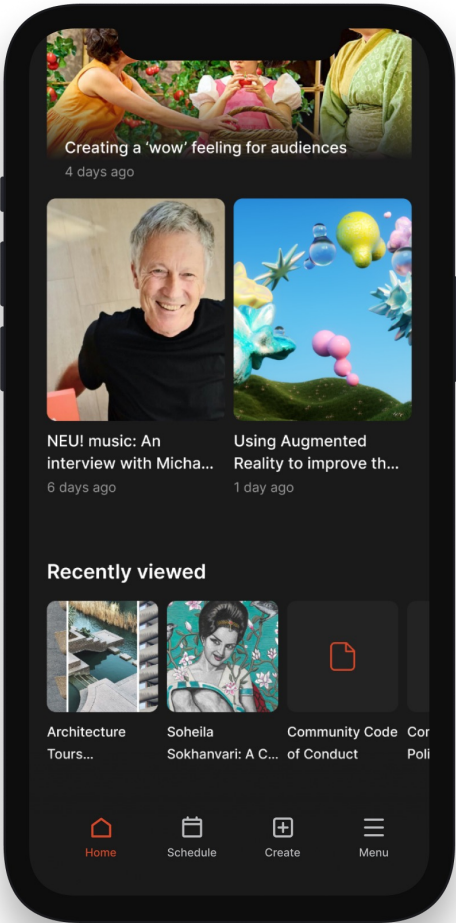 Creating a ‘wow’ feeling for audiences
4 days ago
NEU! music: An
interview with Micha...
6 days ago
Using Augmented
Reality to improve th...
1 day ago
Recently viewed
Architecture
Tours...
Soheila
Sokhanvari: A C...
Community Code
of Conduct
Home
Schedule
Create
Menu